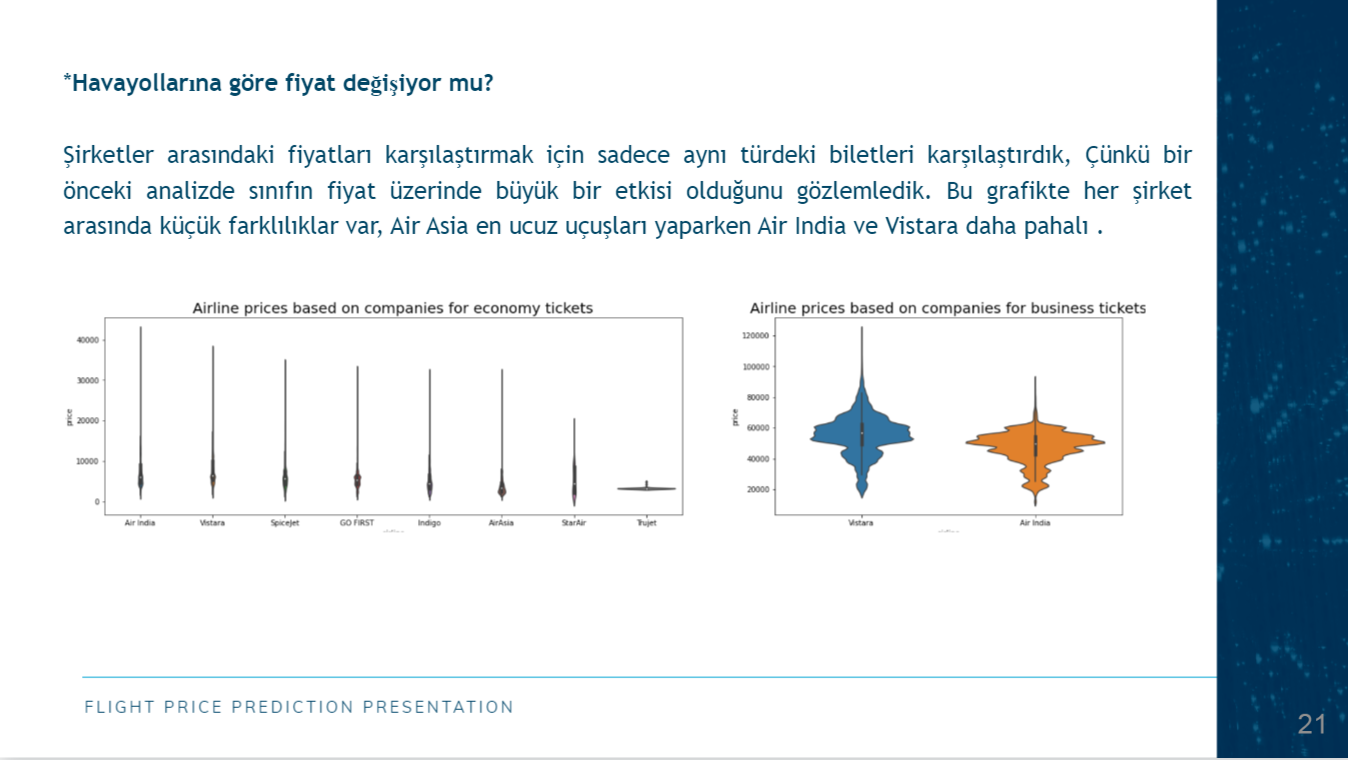 *Havayollarına göre fiyat değişiyor mu?
Şirketler arasındaki fiyatları karşılaştırmak için sadece aynı türdeki biletleri karşılaştırdık, Çünkü bir
önceki analizde sınıfın fiyat üzerinde büyük bir etkisi olduğunu gözlemledik. Bu grafikte her şirket
arasında küçük farklılıklar var, Air Asia en ucuz uçuşları yaparken Air India ve Vistara daha pahalı .
Airline prices based on companies for economy tickets
40000
30000
20000
10000
0
price
Air India Vistara SpiceJet GO FIRST Indigo AirAsia StarAir Trujet
Airline prices based on companies for business tickets
120000
100000
80000
60000
40000
20000
price
Vistara Air India
FLIGHT PRICE PREDICTION PRESENTATION
21